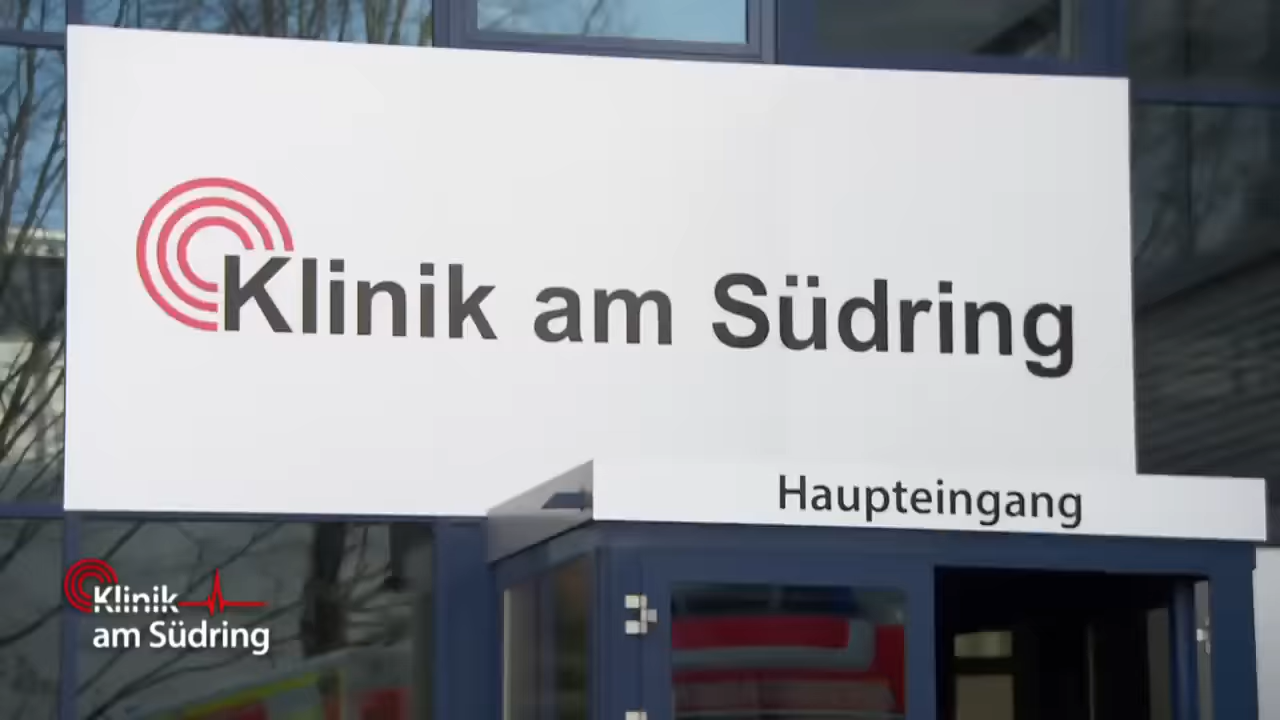 Klinik am Südring
Haupteingang
Klinik
am Südring